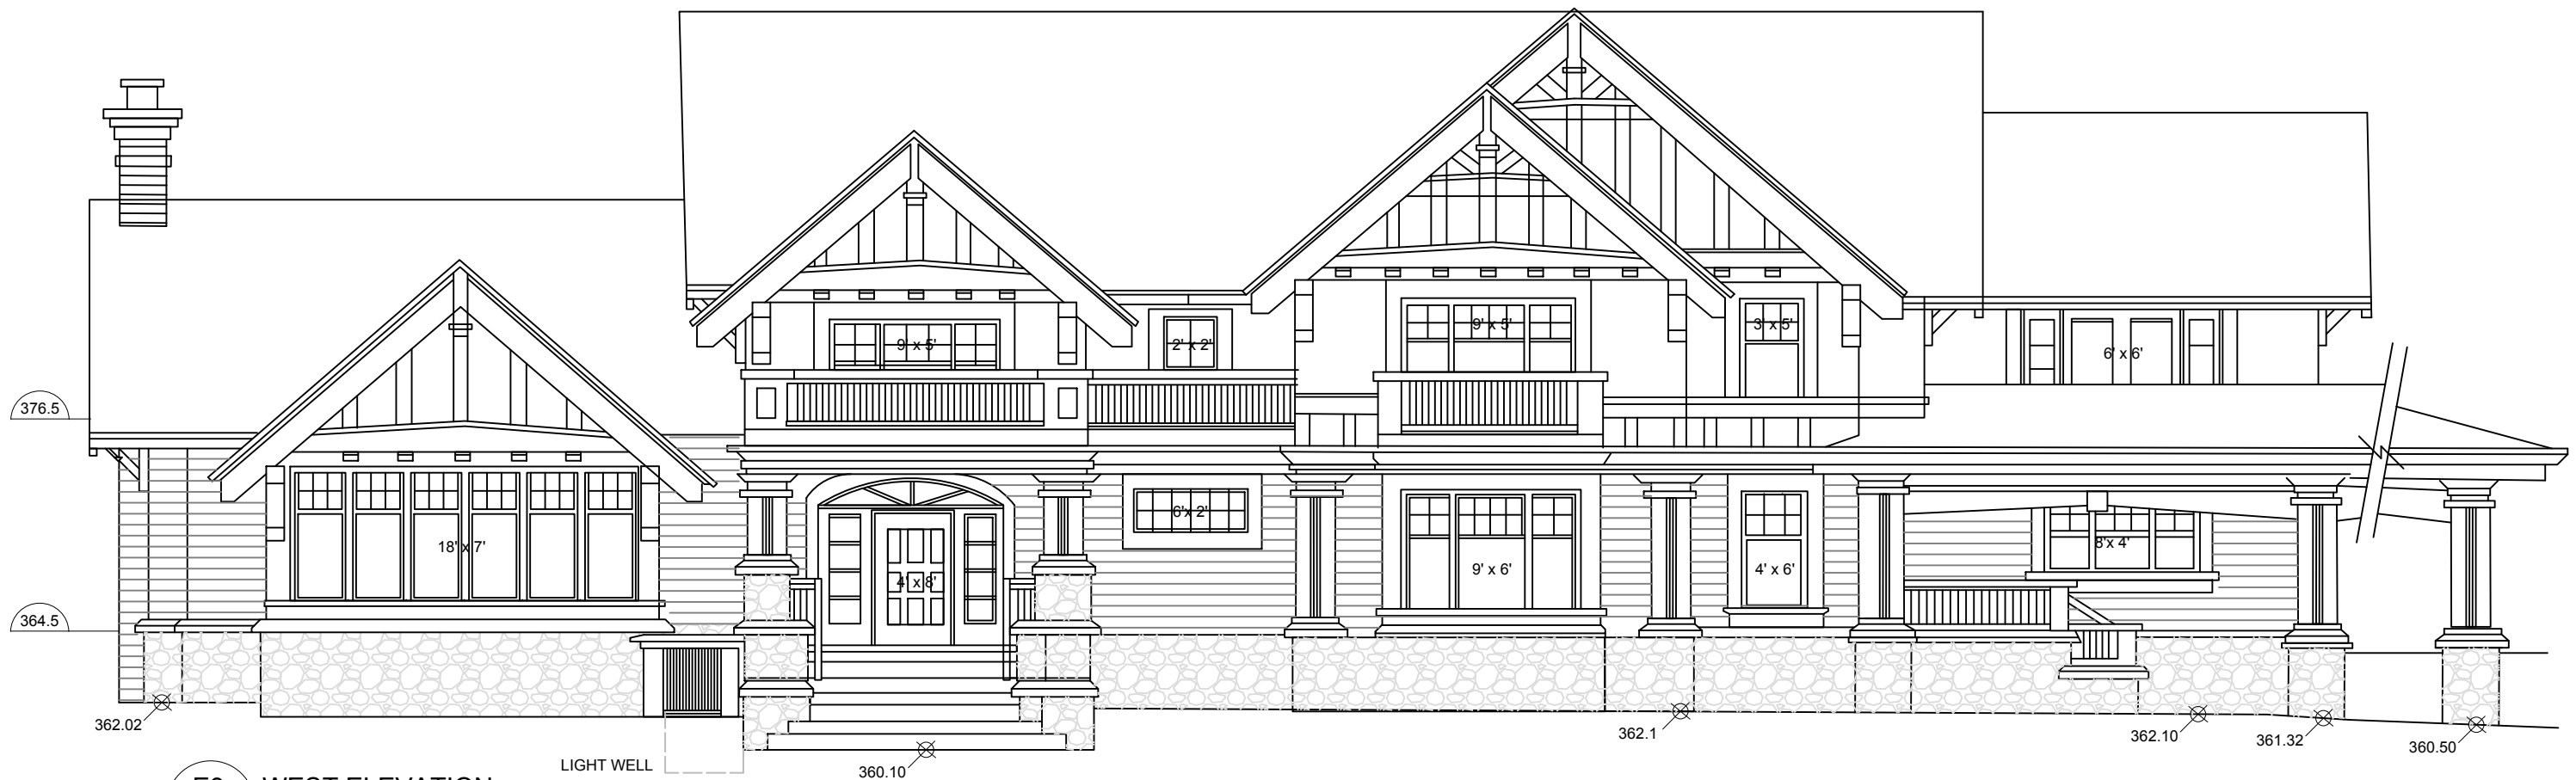 9' x 5'
3' x 5'
9' x 5'
2' x 2'
6' x 6'
376.5
6'x 2'
18' x 7'
8'x 4'
9' x 6'
4' x 6'
4' x 8'
364.5
362.02
362.1
362.10
361.32
360.50
LIGHT WELL
360.10
WEST ELEVATION